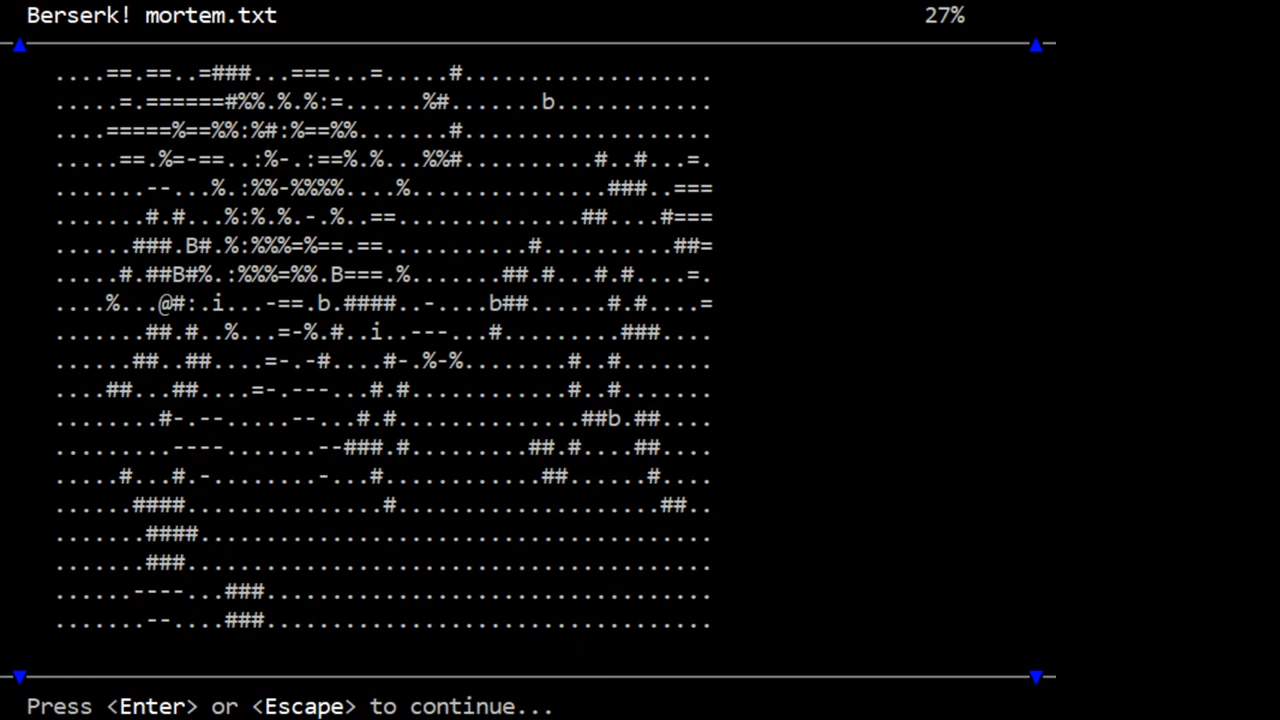 Berserk! mortem.txt 27%
....==.==..=###...===...=.....#...................
.....=.======#%%.%.%:=......%#.......b............
....=====%==%%:%#:%==%%.......#...................
.....==.%=-==..:%-.:==%.%...%%#..........#..#...=.
.......--...%.:%%-%%%%....%...............###..===
.......#.#...%:%.%.-.%..==..............##....#===
......###.B#.%:%%%=%==.==...........#..........##=
.....#.##B#%.:%%%=%%.B===.%.......##.#...#.#....=.
....%...@#:.i...-==.b.####..-....b##......#.#....=
.......##.#..%...=-%.#..i..---...#.........###....
......##..##....=-.-#....#-.%-%........#..#.......
....##...##....=-.---...#.#............#..#.......
........#-.--.....--...#.#..............##b.##....
.........----.......--###.#.........##.#....##....
.....#...#.-........-...#............##......#....
......####...............#....................##..
.......####.......................................
.......###........................................
......----...###..................................
.......--....###..................................
Press <Enter> or <Escape> to continue...